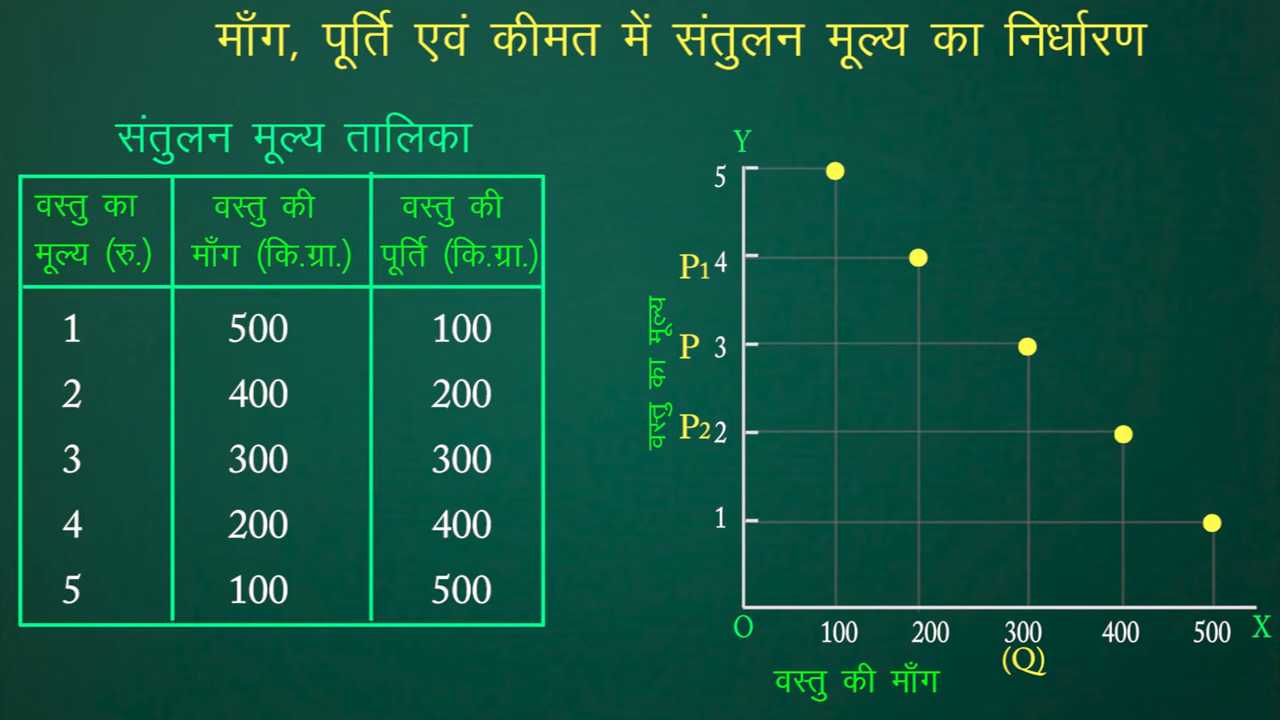 माँग, पूर्ति एवं कीमत में संतुलन मूल्य का निर्धारण
संतुलन मूल्य तालिका
वस्तु का मूल्य (रु.)
वस्तु की माँग (कि.ग्रा.)
वस्तु की पूर्ति (कि.ग्रा.)
1 500 100
2 400 200
3 300 300
4 200 400
5 100 500
Y
5
P1 4
P 3
P2 2
1
वस्तु का मूल्य
O 100 200 300 400 500 X
(Q)
वस्तु की माँग